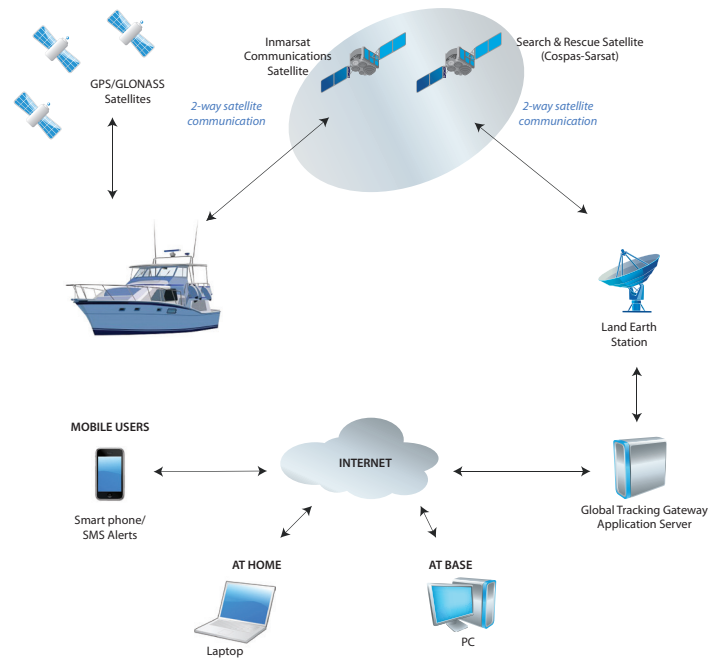 Inmarsat
Communications
Satellite
Search & Rescue Satellite
(Cospas-Sarsat)
GPS/GLONASS
Satellites
2-way satellite
communication
2-way satellite
communication
Land Earth
Station
MOBILE USERS
INTERNET
Smart phone/
SMS Alerts
Global Tracking Gateway
Application Server
AT HOME
AT BASE
Laptop
PC